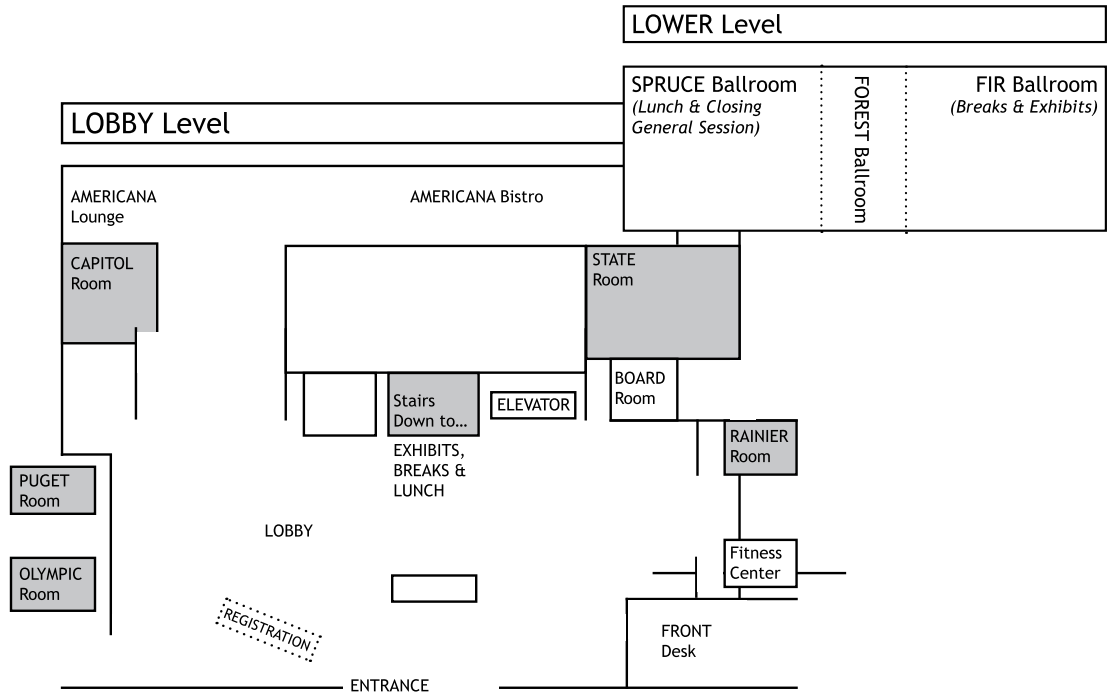 LOWER Level
SPRUCE Ballroom
(Lunch & Closing
General Session)
FOREST Ballroom
FIR Ballroom
(Breaks & Exhibits)
LOBBY Level
AMERICANA
Lounge
AMERICANA Bistro
CAPITOL
Room
STATE
Room
BOARD
Room
Stairs
Down to...
ELEVATOR
EXHIBITS,
BREAKS &
LUNCH
RAINIER
Room
PUGET
Room
LOBBY
OLYMPIC
Room
Fitness
Center
REGISTRATION
FRONT
Desk
ENTRANCE